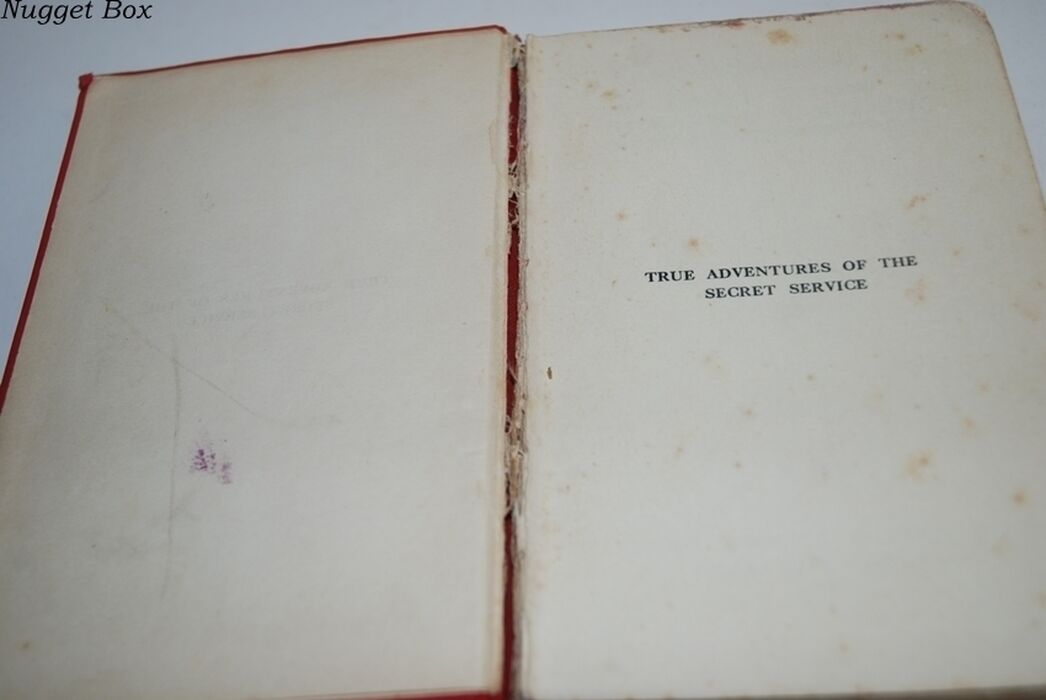 Nugget Box
TRUE ADVENTURES OF THE
SECRET SERVICE